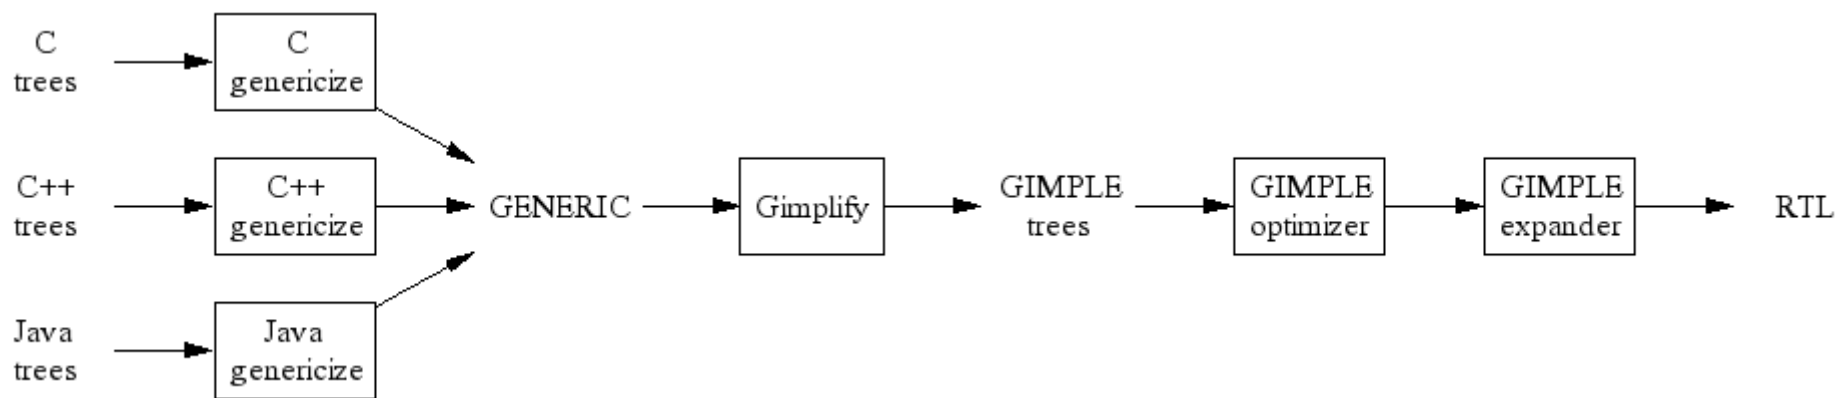 C
trees
C
genericize
C++
trees
C++
genericize
Java
trees
Java
genericize
GENERIC
Gimplify
GIMPLE
trees
GIMPLE
optimizer
GIMPLE
expander
RTL